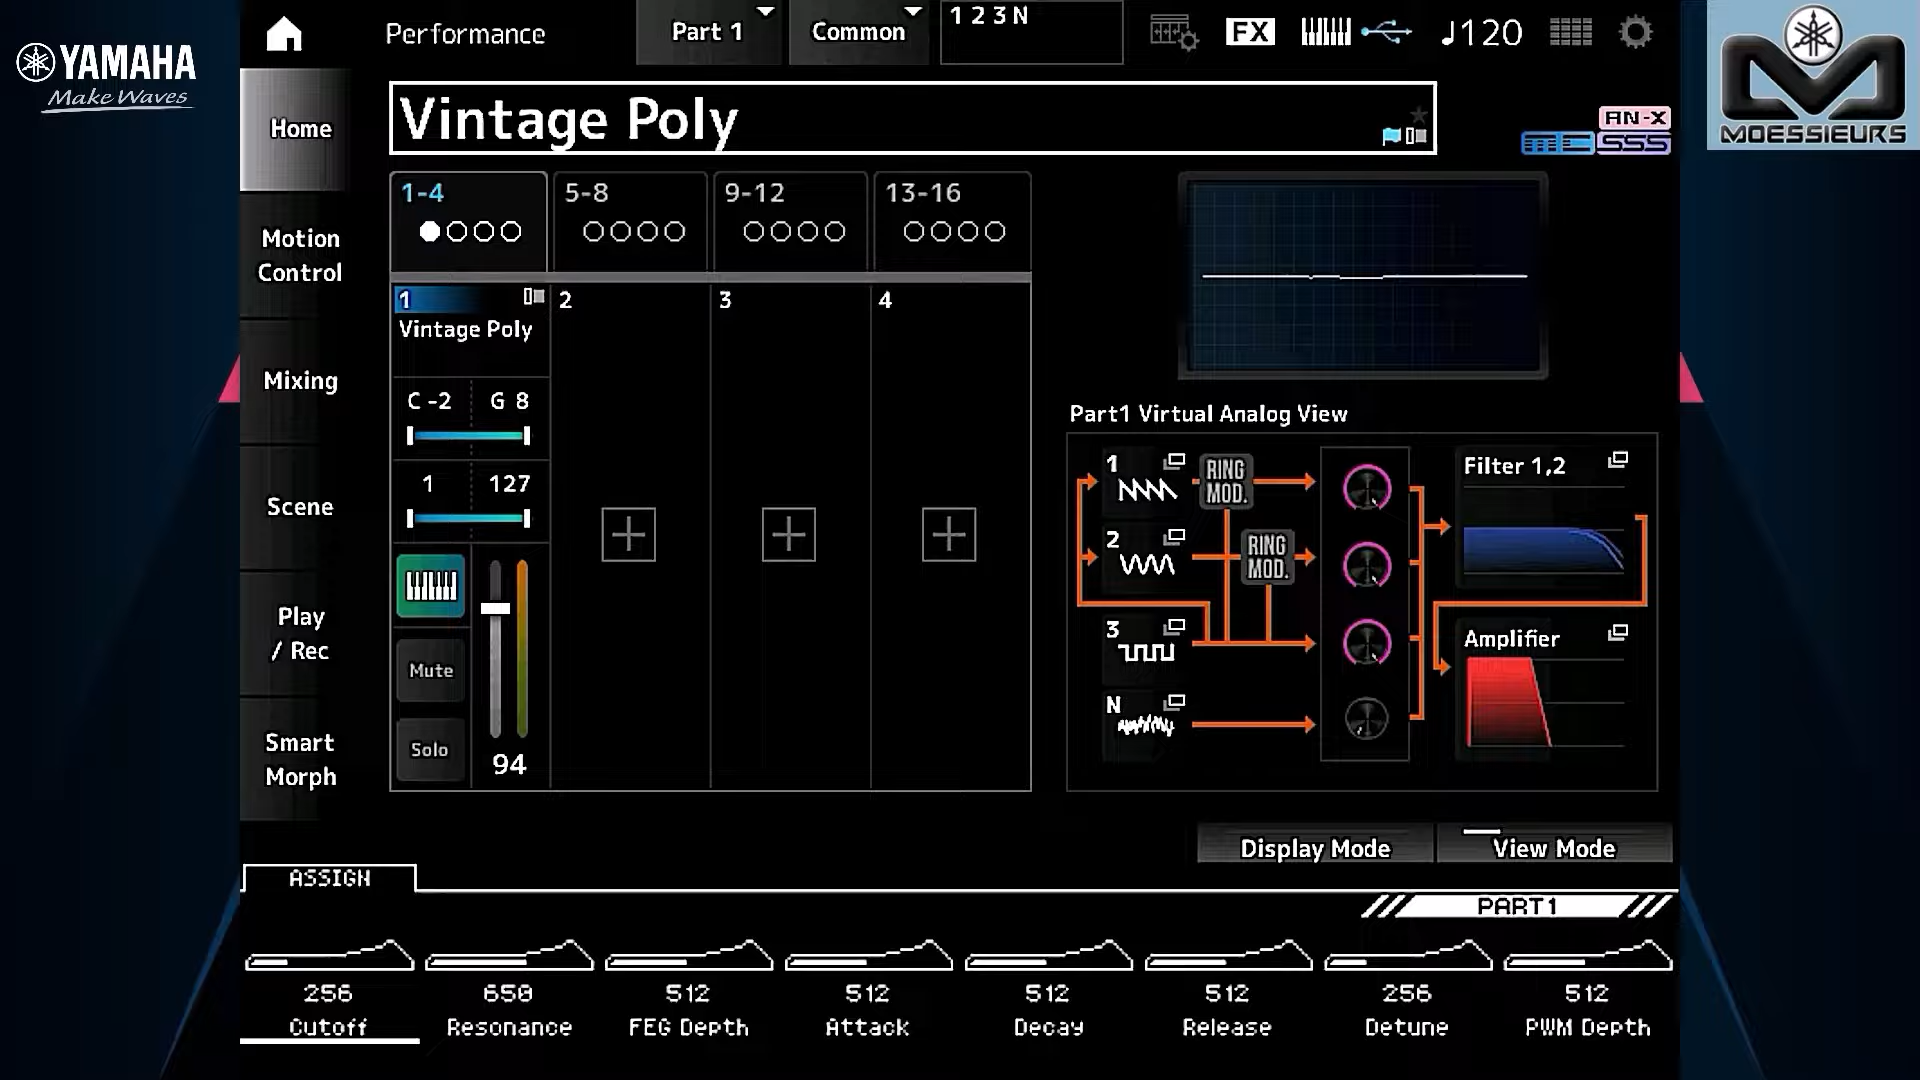 YAMAHA
Make Waves
Performance
Part 1
Common
1 2 3 N
FX
♩120
MOESSIEURS
Home
Vintage Poly
AN-X
MC SSS
1-4
5-8
9-12
13-16
Motion
Control
1
2
3
4
Vintage Poly
Mixing
C -2
G 8
Part1 Virtual Analog View
1
127
1
RING
MOD.
Filter 1,2
Scene
2
RING
MOD.
Play
/ Rec
3
Amplifier
Mute
N
Smart
Morph
Solo
94
Display Mode
View Mode
ASSIGN
PART1
256
650
512
512
512
512
256
512
Cutoff
Resonance
FEG Depth
Attack
Decay
Release
Detune
PWM Depth